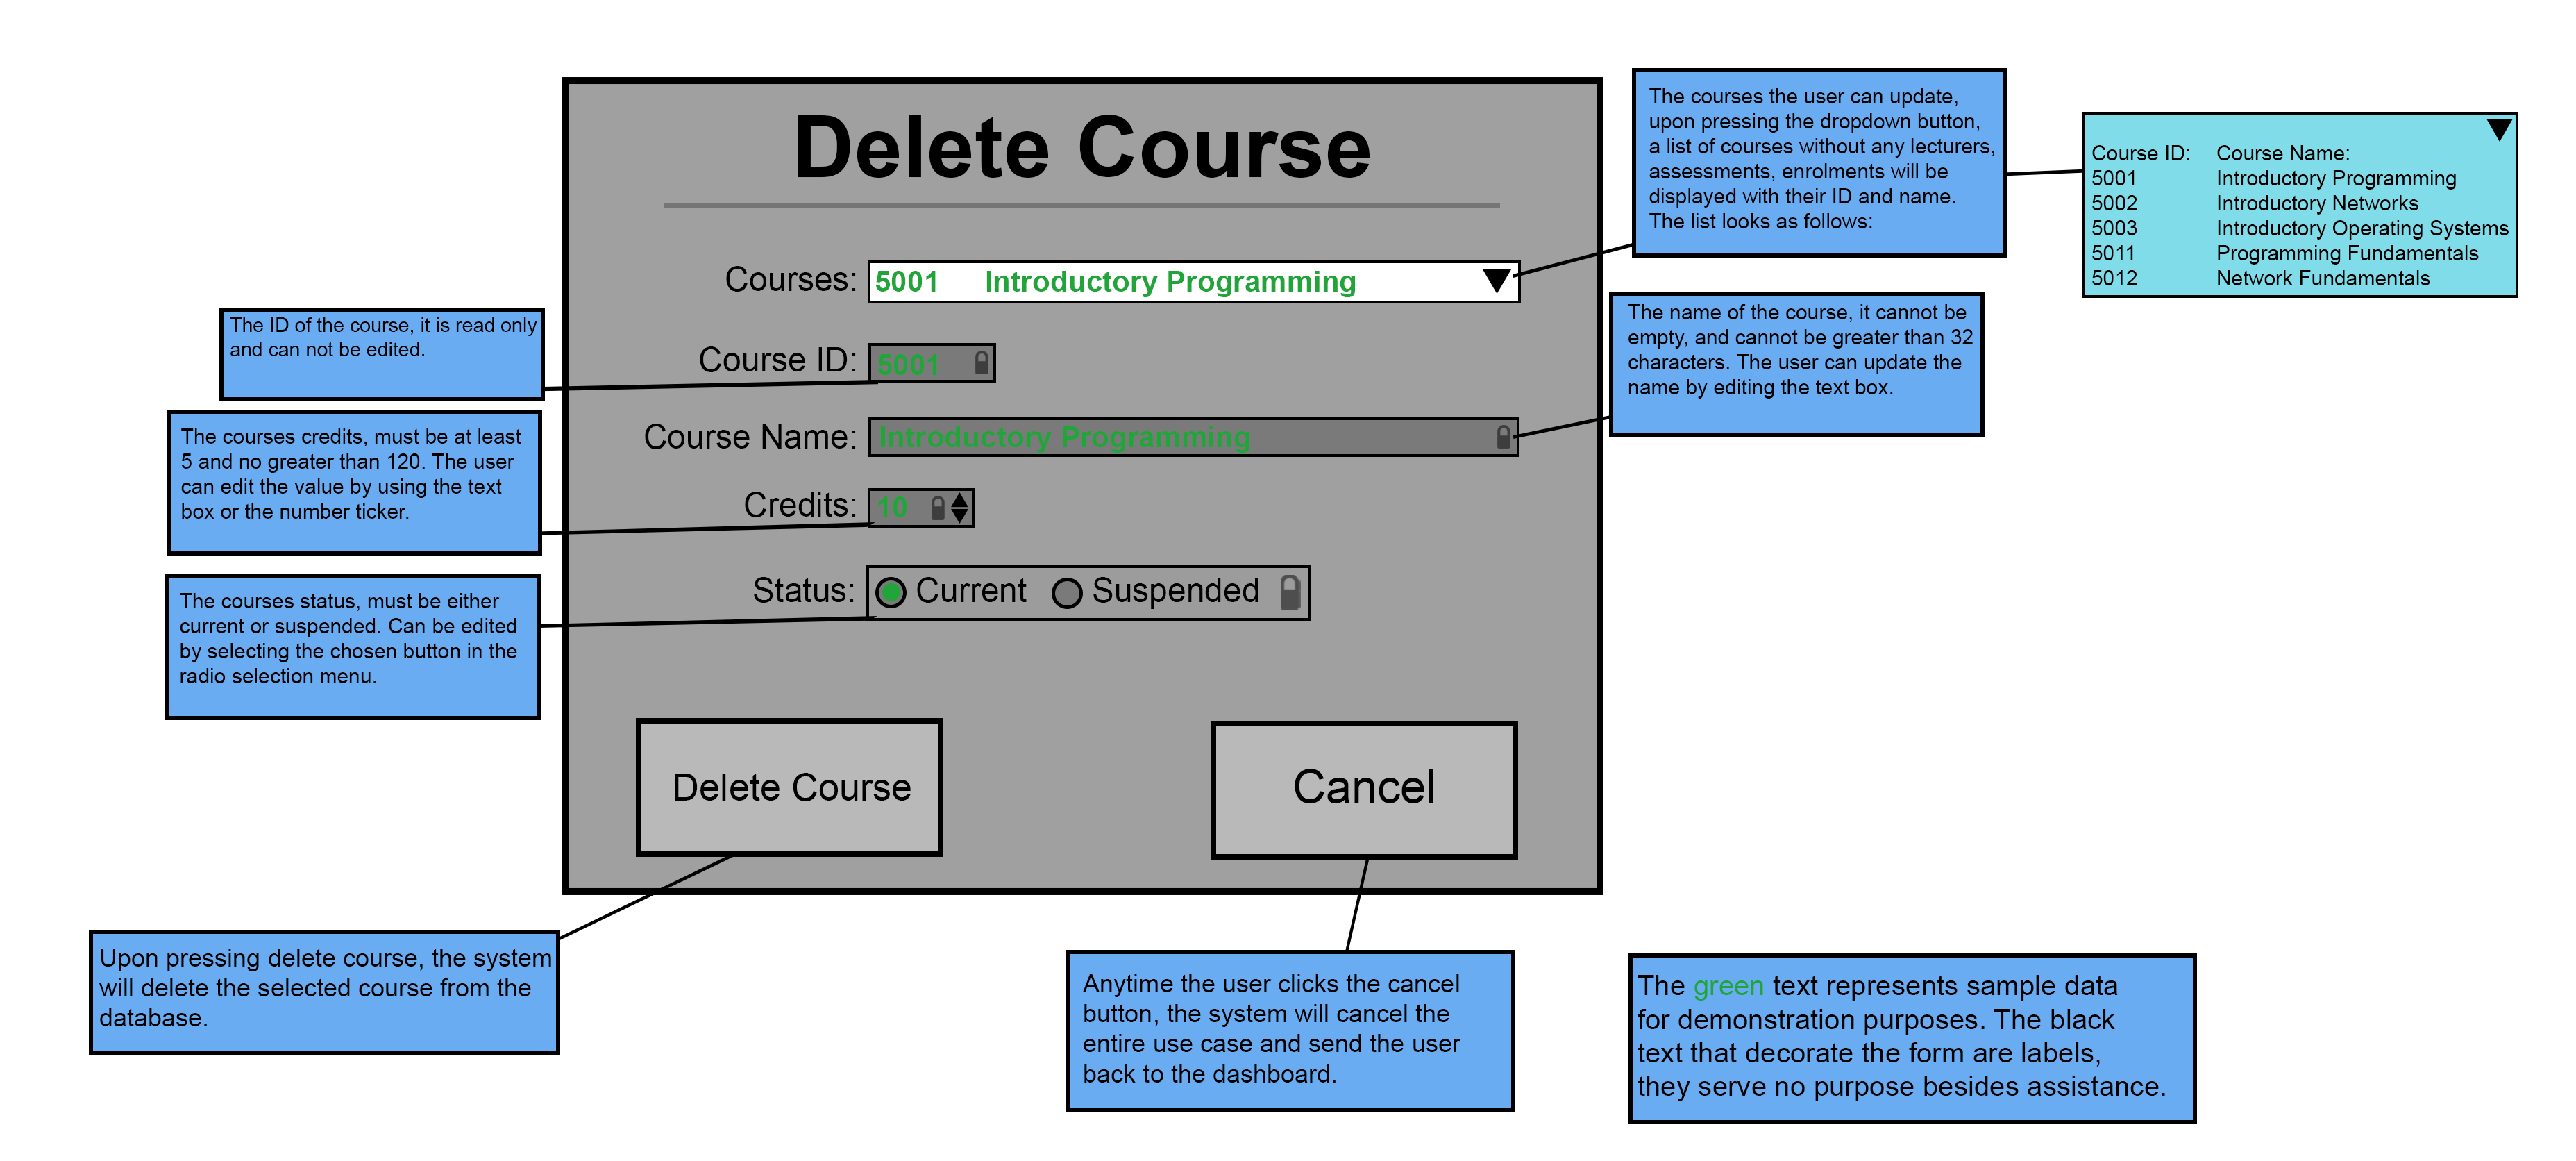 Delete Course
Courses:
5001 Introductory Programming
Course ID:
5001
Course Name:
Introductory Programming
Credits:
10
Status:
Current
Suspended
Delete Course
Cancel
The ID of the course, it is read only
and can not be edited.
The courses credits, must be at least
5 and no greater than 120. The user
can edit the value by using the text
box or the number ticker.
The courses status, must be either
current or suspended. Can be edited
by selecting the chosen button in the
radio selection menu.
Upon pressing delete course, the system
will delete the selected course from the
database.
The courses the user can update,
upon pressing the dropdown button,
a list of courses without any lecturers,
assessments, enrolments will be
displayed with their ID and name.
The list looks as follows:
Course ID: Course Name:
5001 Introductory Programming
5002 Introductory Networks
5003 Introductory Operating Systems
5011 Programming Fundamentals
5012 Network Fundamentals
The name of the course, it cannot be
empty, and cannot be greater than 32
characters. The user can update the
name by editing the text box.
Anytime the user clicks the cancel
button, the system will cancel the
entire use case and send the user
back to the dashboard.
The green text represents sample data
for demonstration purposes. The black
text that decorate the form are labels,
they serve no purpose besides assistance.